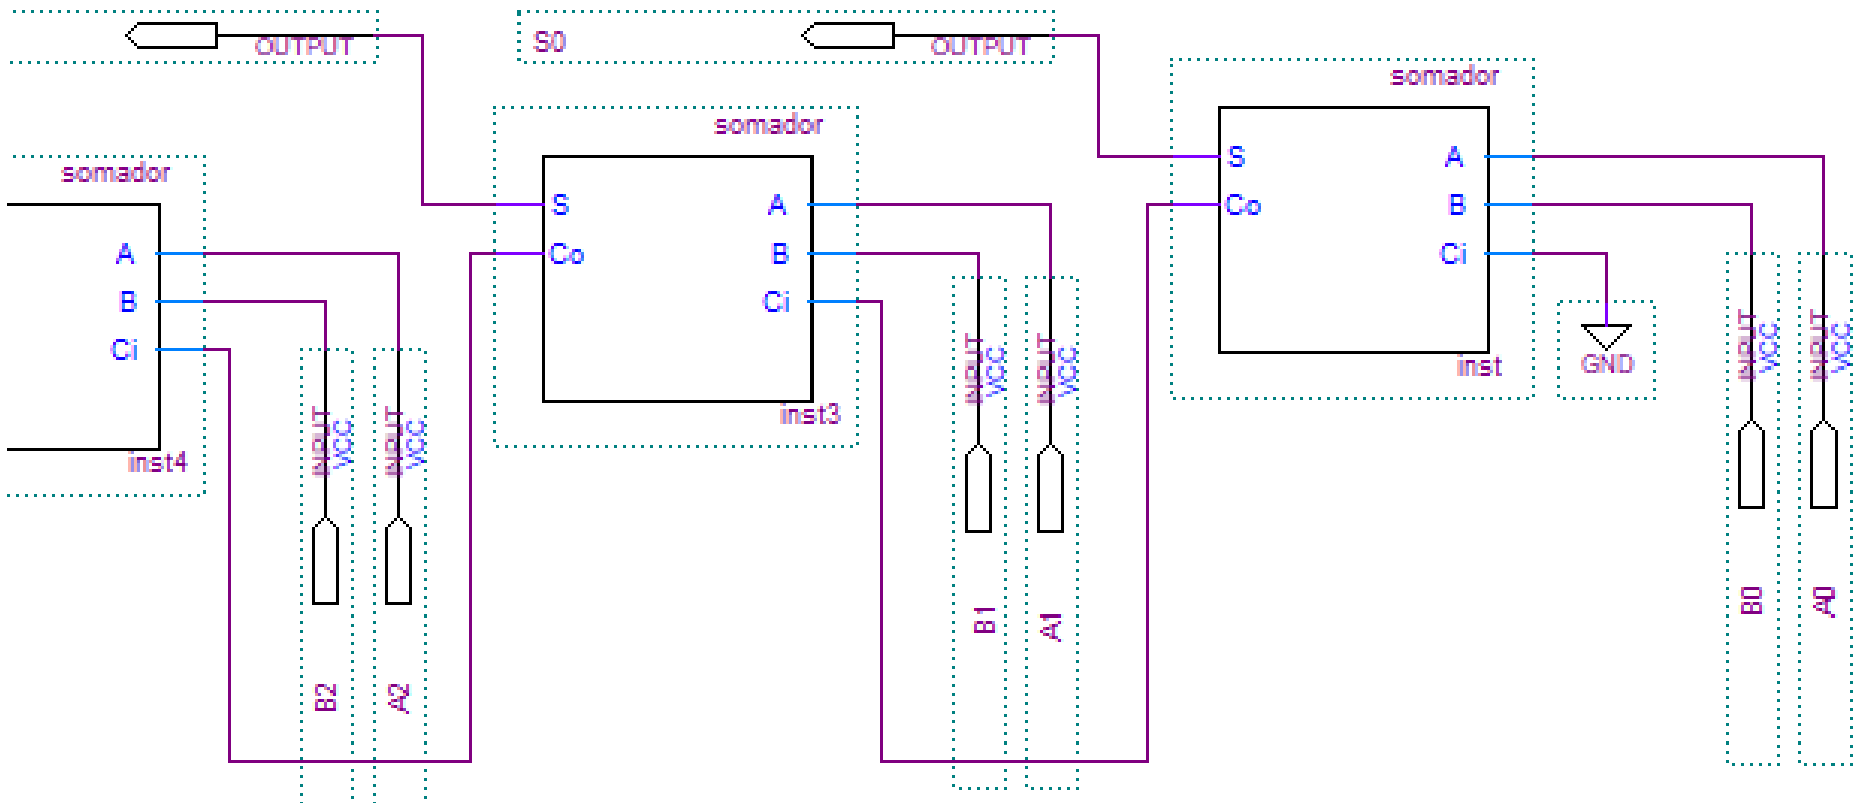 OUTPUT
S0
OUTPUT
somador
S
Co
A
B
Ci
inst
GND
INPUT
VCC
B0
INPUT
VCC
A0
somador
S
Co
A
B
Ci
inst3
INPUT
VCC
B1
INPUT
VCC
A1
somador
A
B
Ci
inst4
INPUT
VCC
B2
INPUT
VCC
A2